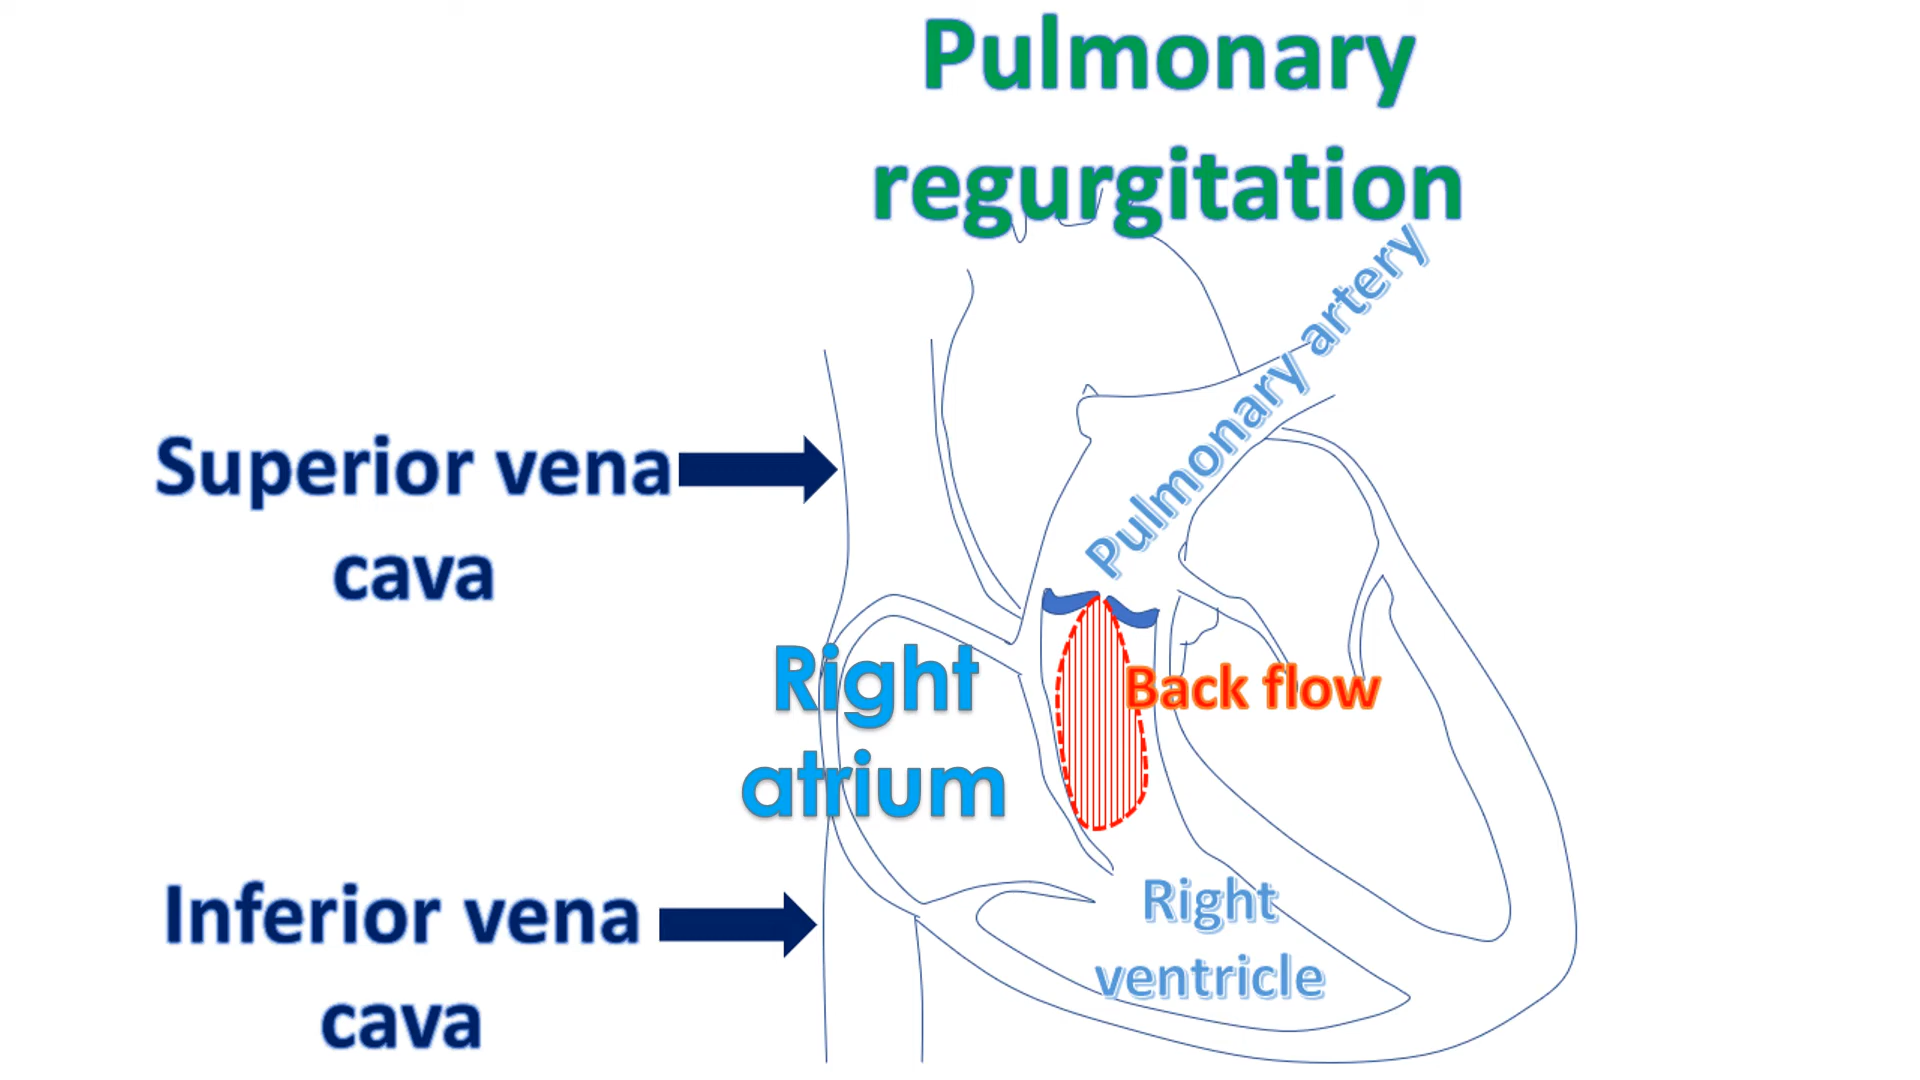 Pulmonary
regurgitation
Pulmonary artery
Superior vena
cava
Right
atrium
Back flow
Inferior vena
cava
Right
ventricle